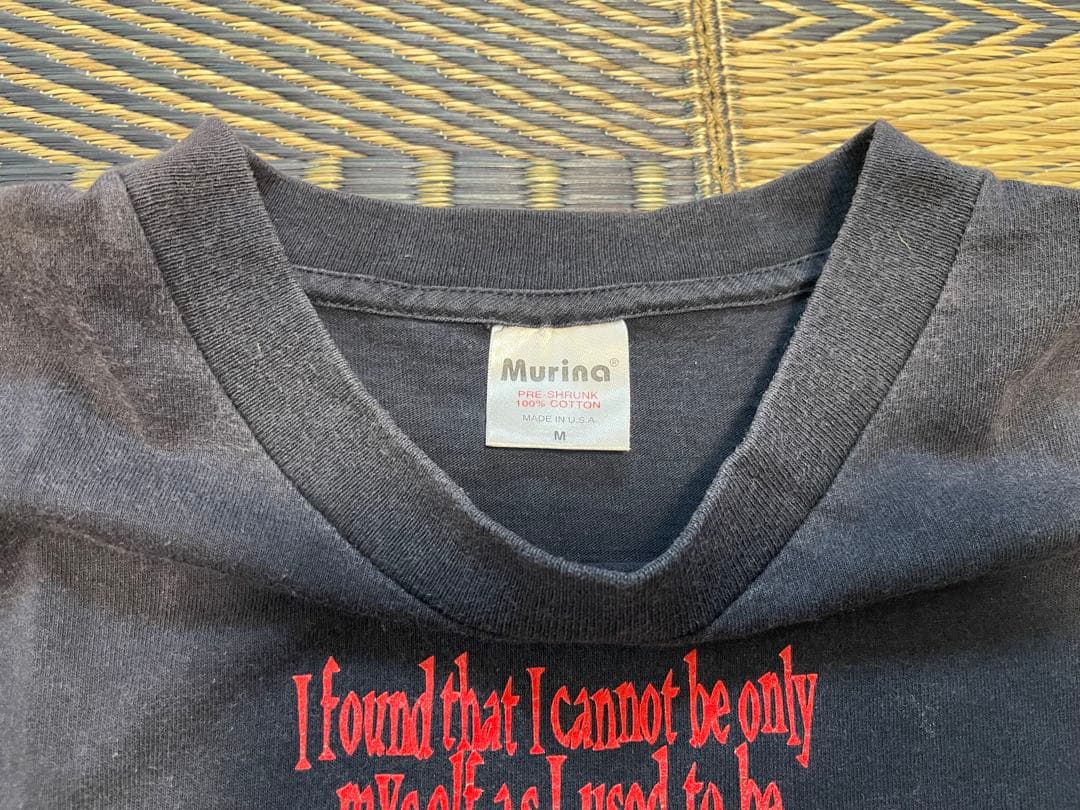 Murina®
PRE-SHRUNK
100% COTTON
MADE IN U.S.A.
M
I found that I cannot be only
myself as I used to be